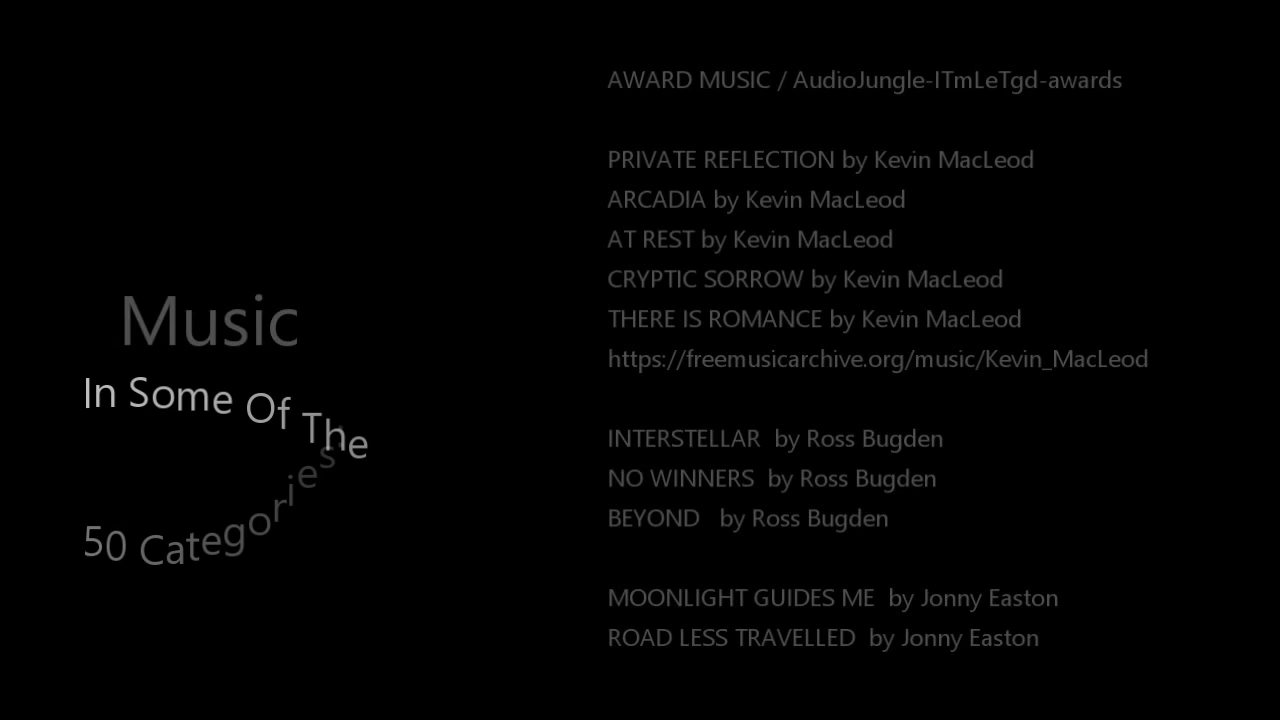 Music
In Some Of The
50 Categories
AWARD MUSIC / AudioJungle-ITmLeTgd-awards
PRIVATE REFLECTION by Kevin MacLeod
ARCADIA by Kevin MacLeod
AT REST by Kevin MacLeod
CRYPTIC SORROW by Kevin MacLeod
THERE IS ROMANCE by Kevin MacLeod
https://freemusicarchive.org/music/Kevin_MacLeod
INTERSTELLAR  by Ross Bugden
NO WINNERS  by Ross Bugden
BEYOND   by Ross Bugden
MOONLIGHT GUIDES ME  by Jonny Easton
ROAD LESS TRAVELLED  by Jonny Easton